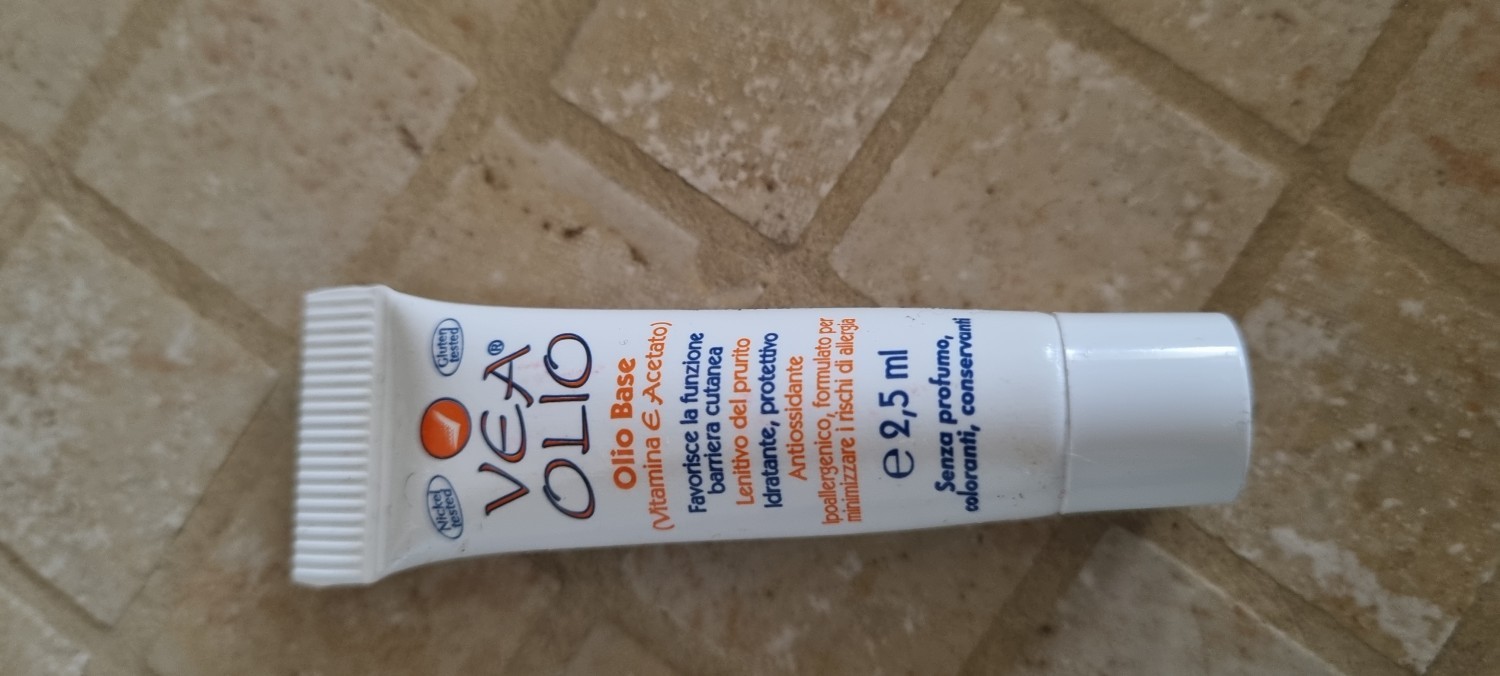 Nickel
tested
Gluten
tested
VEA®
OLIO
Olio Base
(Vitamina E Acetato)
Favorisce la funzione
barriera cutanea
Lenitivo del prurito
Idratante, protettivo
Antiossidante
Ipoallergenico, formulato per
minimizzare i rischi di allergia
e 2,5 ml
Senza profumo,
coloranti, conservanti